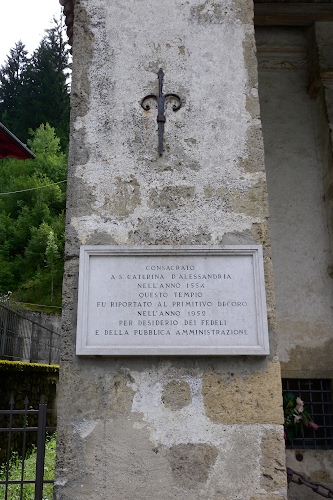 CONSACRATO
A S. CATERINA D'ALESSANDRIA
NELL'ANNO 1554
QUESTO TEMPIO
FU RIPORTATO AL PRIMITIVO DECORO
NELL'ANNO 1952
PER DESIDERIO DEI FEDELI
E DELLA PUBBLICA AMMINISTRAZIONE